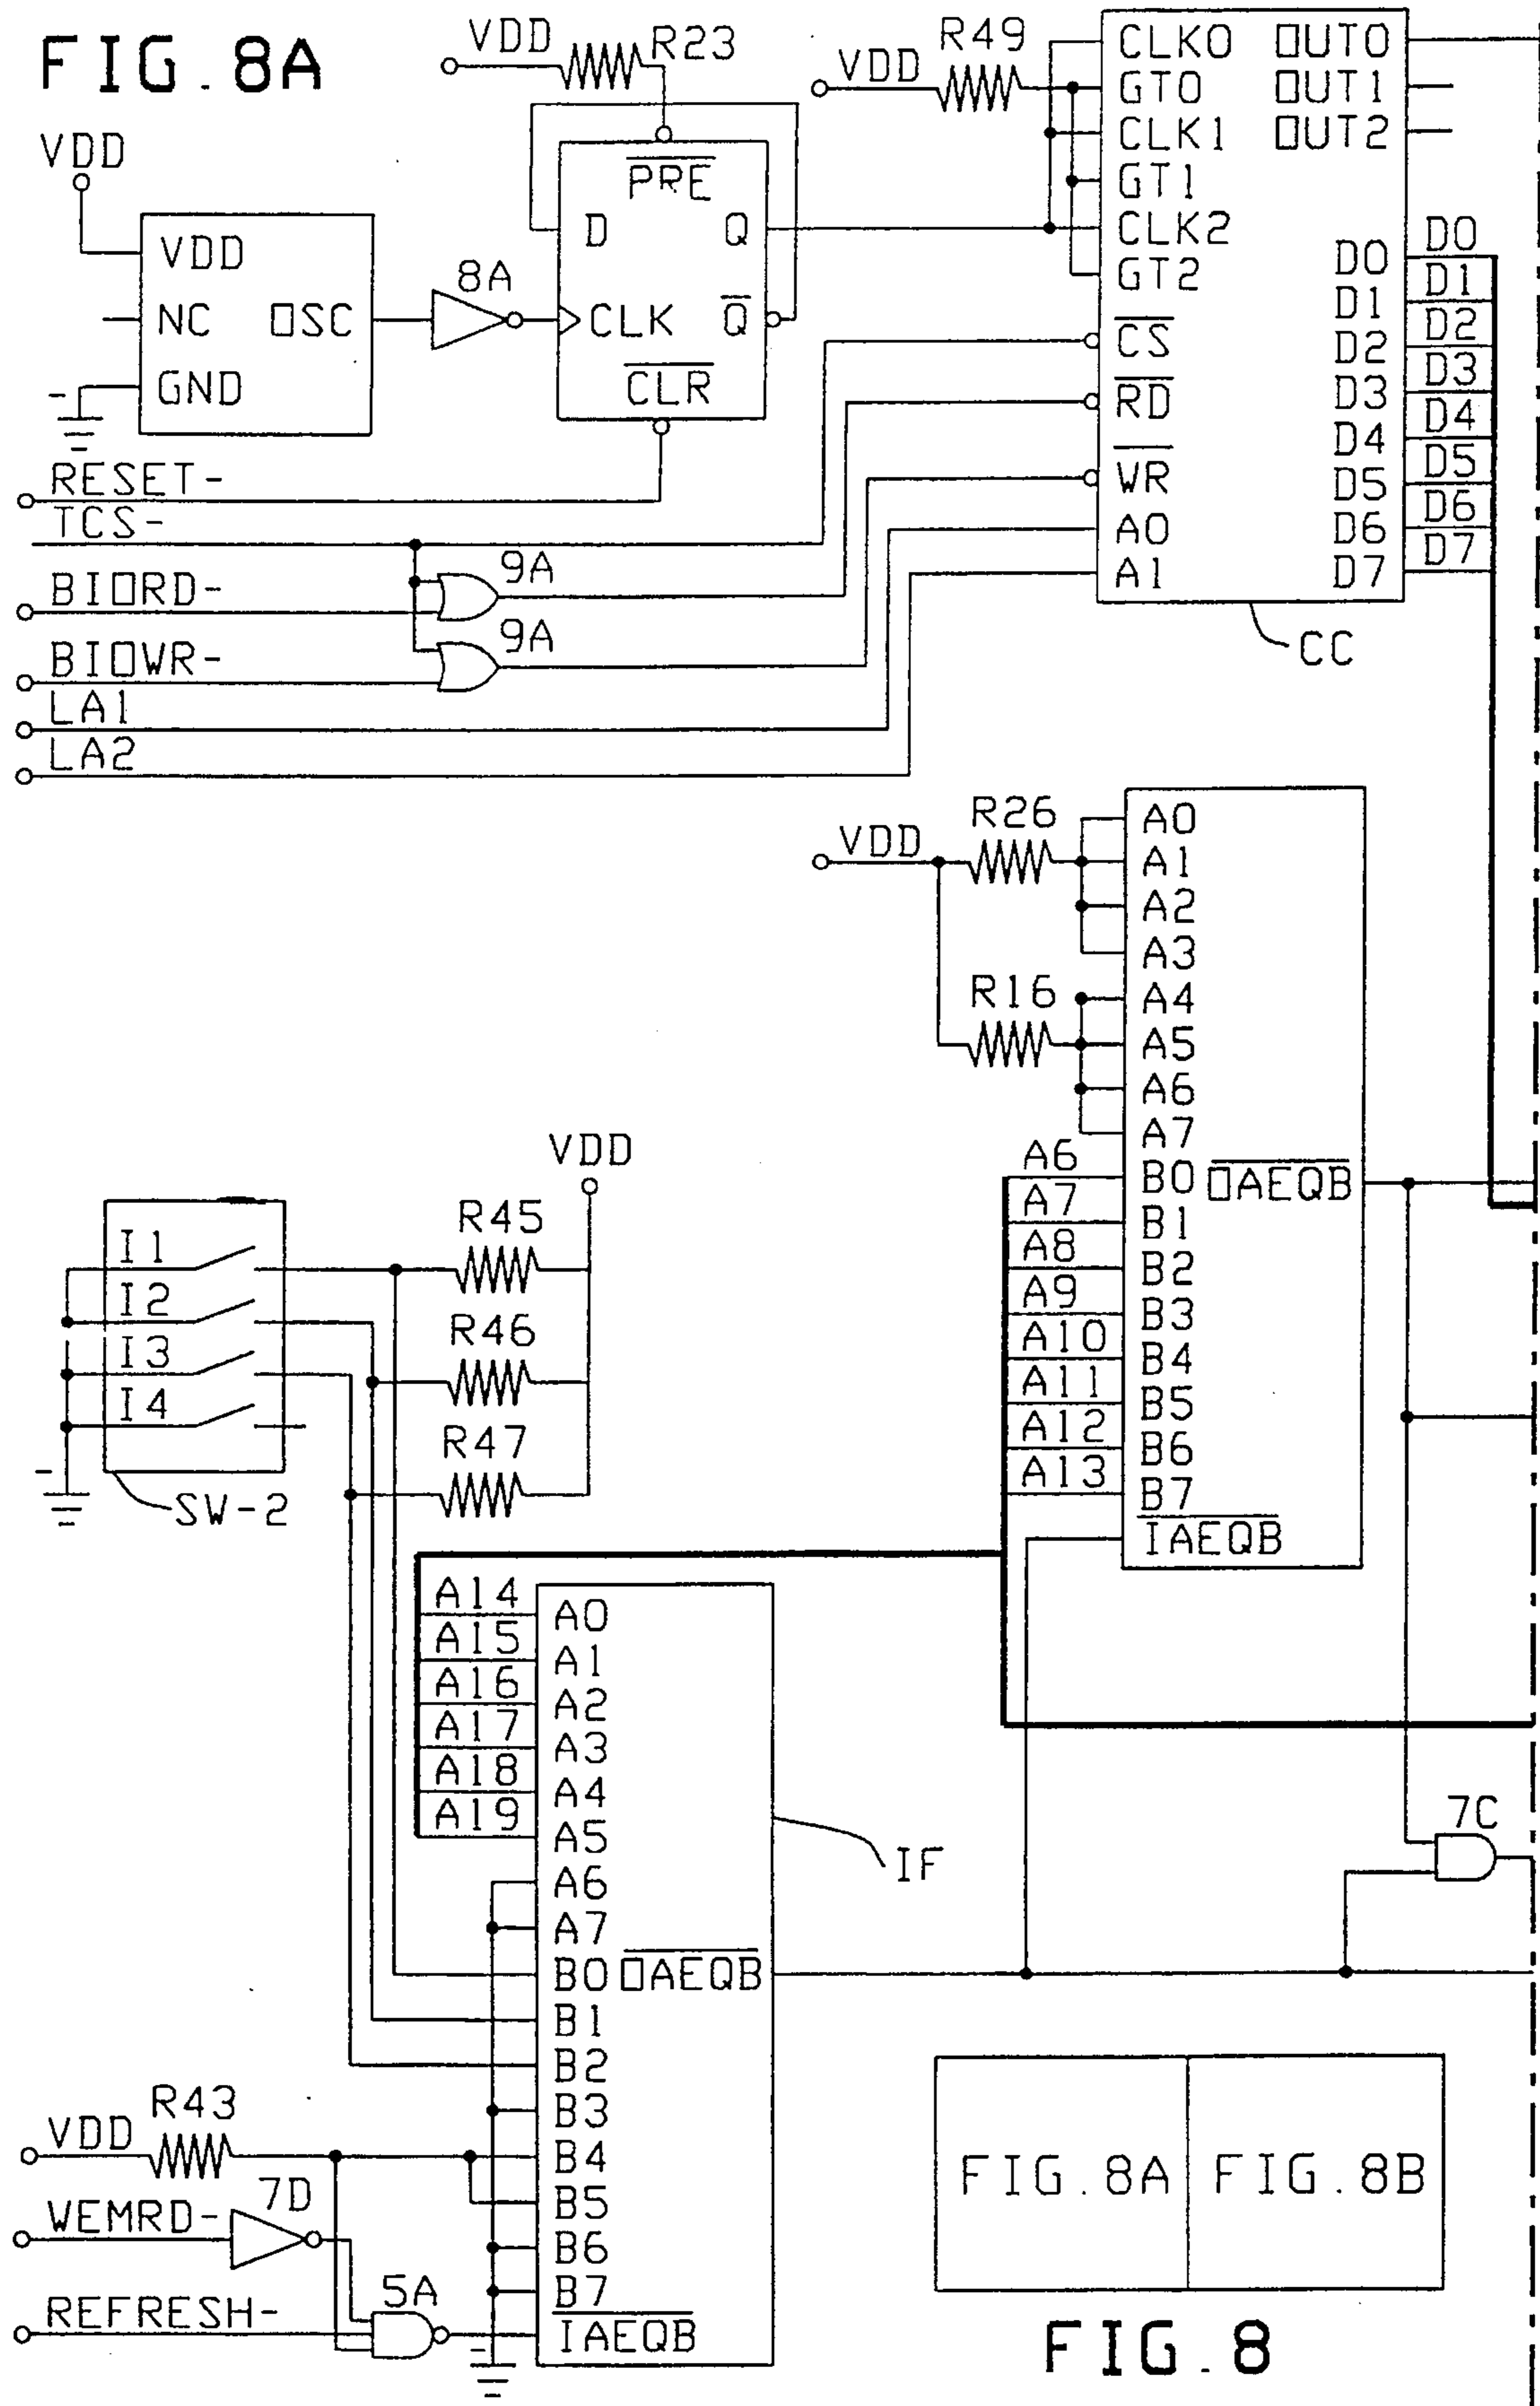 FIG.8A
VDD
R23
VDD
R49
VDD
VDD
NC
OSC
GND
8A
PRE
D
Q
CLK
Q
CLR
CLK0
GT0
CLK1
GT1
CLK2
GT2
CS
RD
WR
A0
A1
OUT0
OUT1
OUT2
D0
D1
D2
D3
D4
D5
D6
D7
D0
D1
D2
D3
D4
D5
D6
D7
CC
RESET-
TCS-
BIORD-
9A
BIOWR-
9A
LA1
LA2
VDD
R26
R16
A0
A1
A2
A3
A4
A5
A6
A7
A6
A7
A8
A9
A10
A11
A12
A13
B0
B1
B2
B3
B4
B5
B6
B7
IAEQB
OAEQB
VDD
R45
R46
R47
I1
I2
I3
I4
SW-2
A14
A15
A16
A17
A18
A19
A0
A1
A2
A3
A4
A5
A6
A7
B0
B1
B2
B3
B4
B5
B6
B7
IAEQB
OAEQB
IF
7C
VDD
R43
WEMRD-
7D
REFRESH-
5A
FIG.8A
FIG.8B
FIG.8